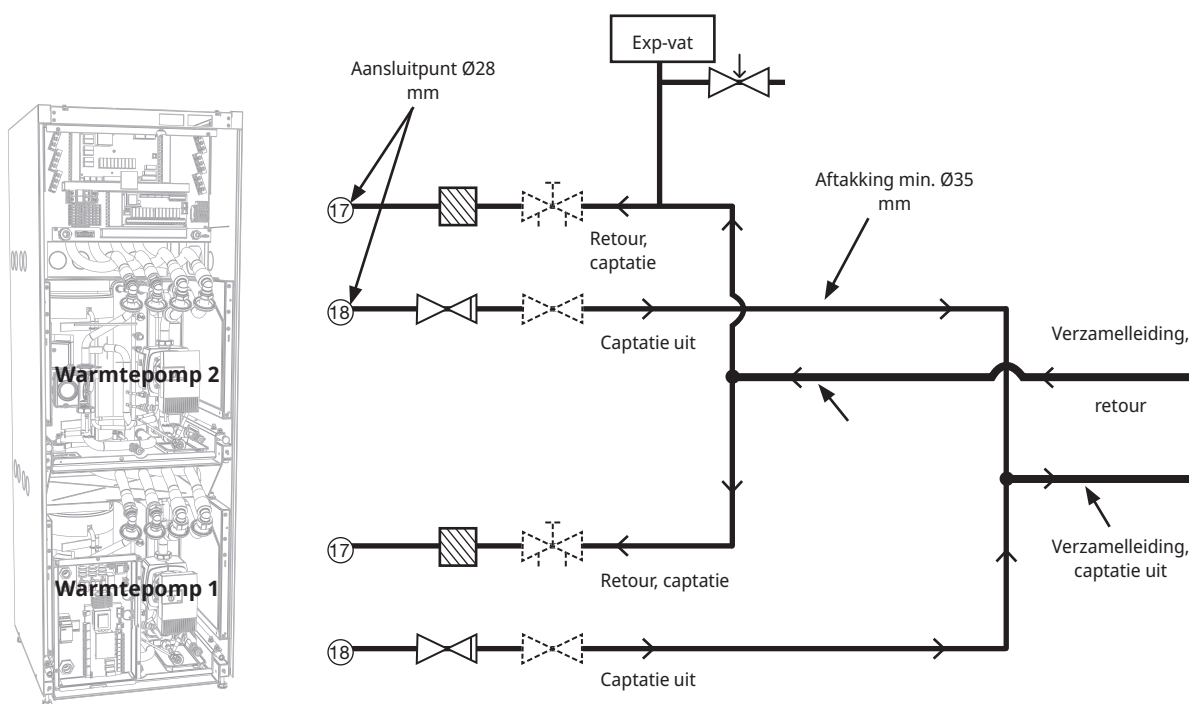 Exp-vat
Aansluitpunt Ø28
mm
Aftakking min. Ø35
mm
17
Retour,
captatie
18
Captatie uit
Verzamelleiding,
retour
Warmtepomp 2
17
Retour, captatie
Verzamelleiding,
captatie uit
Warmtepomp 1
18
Captatie uit